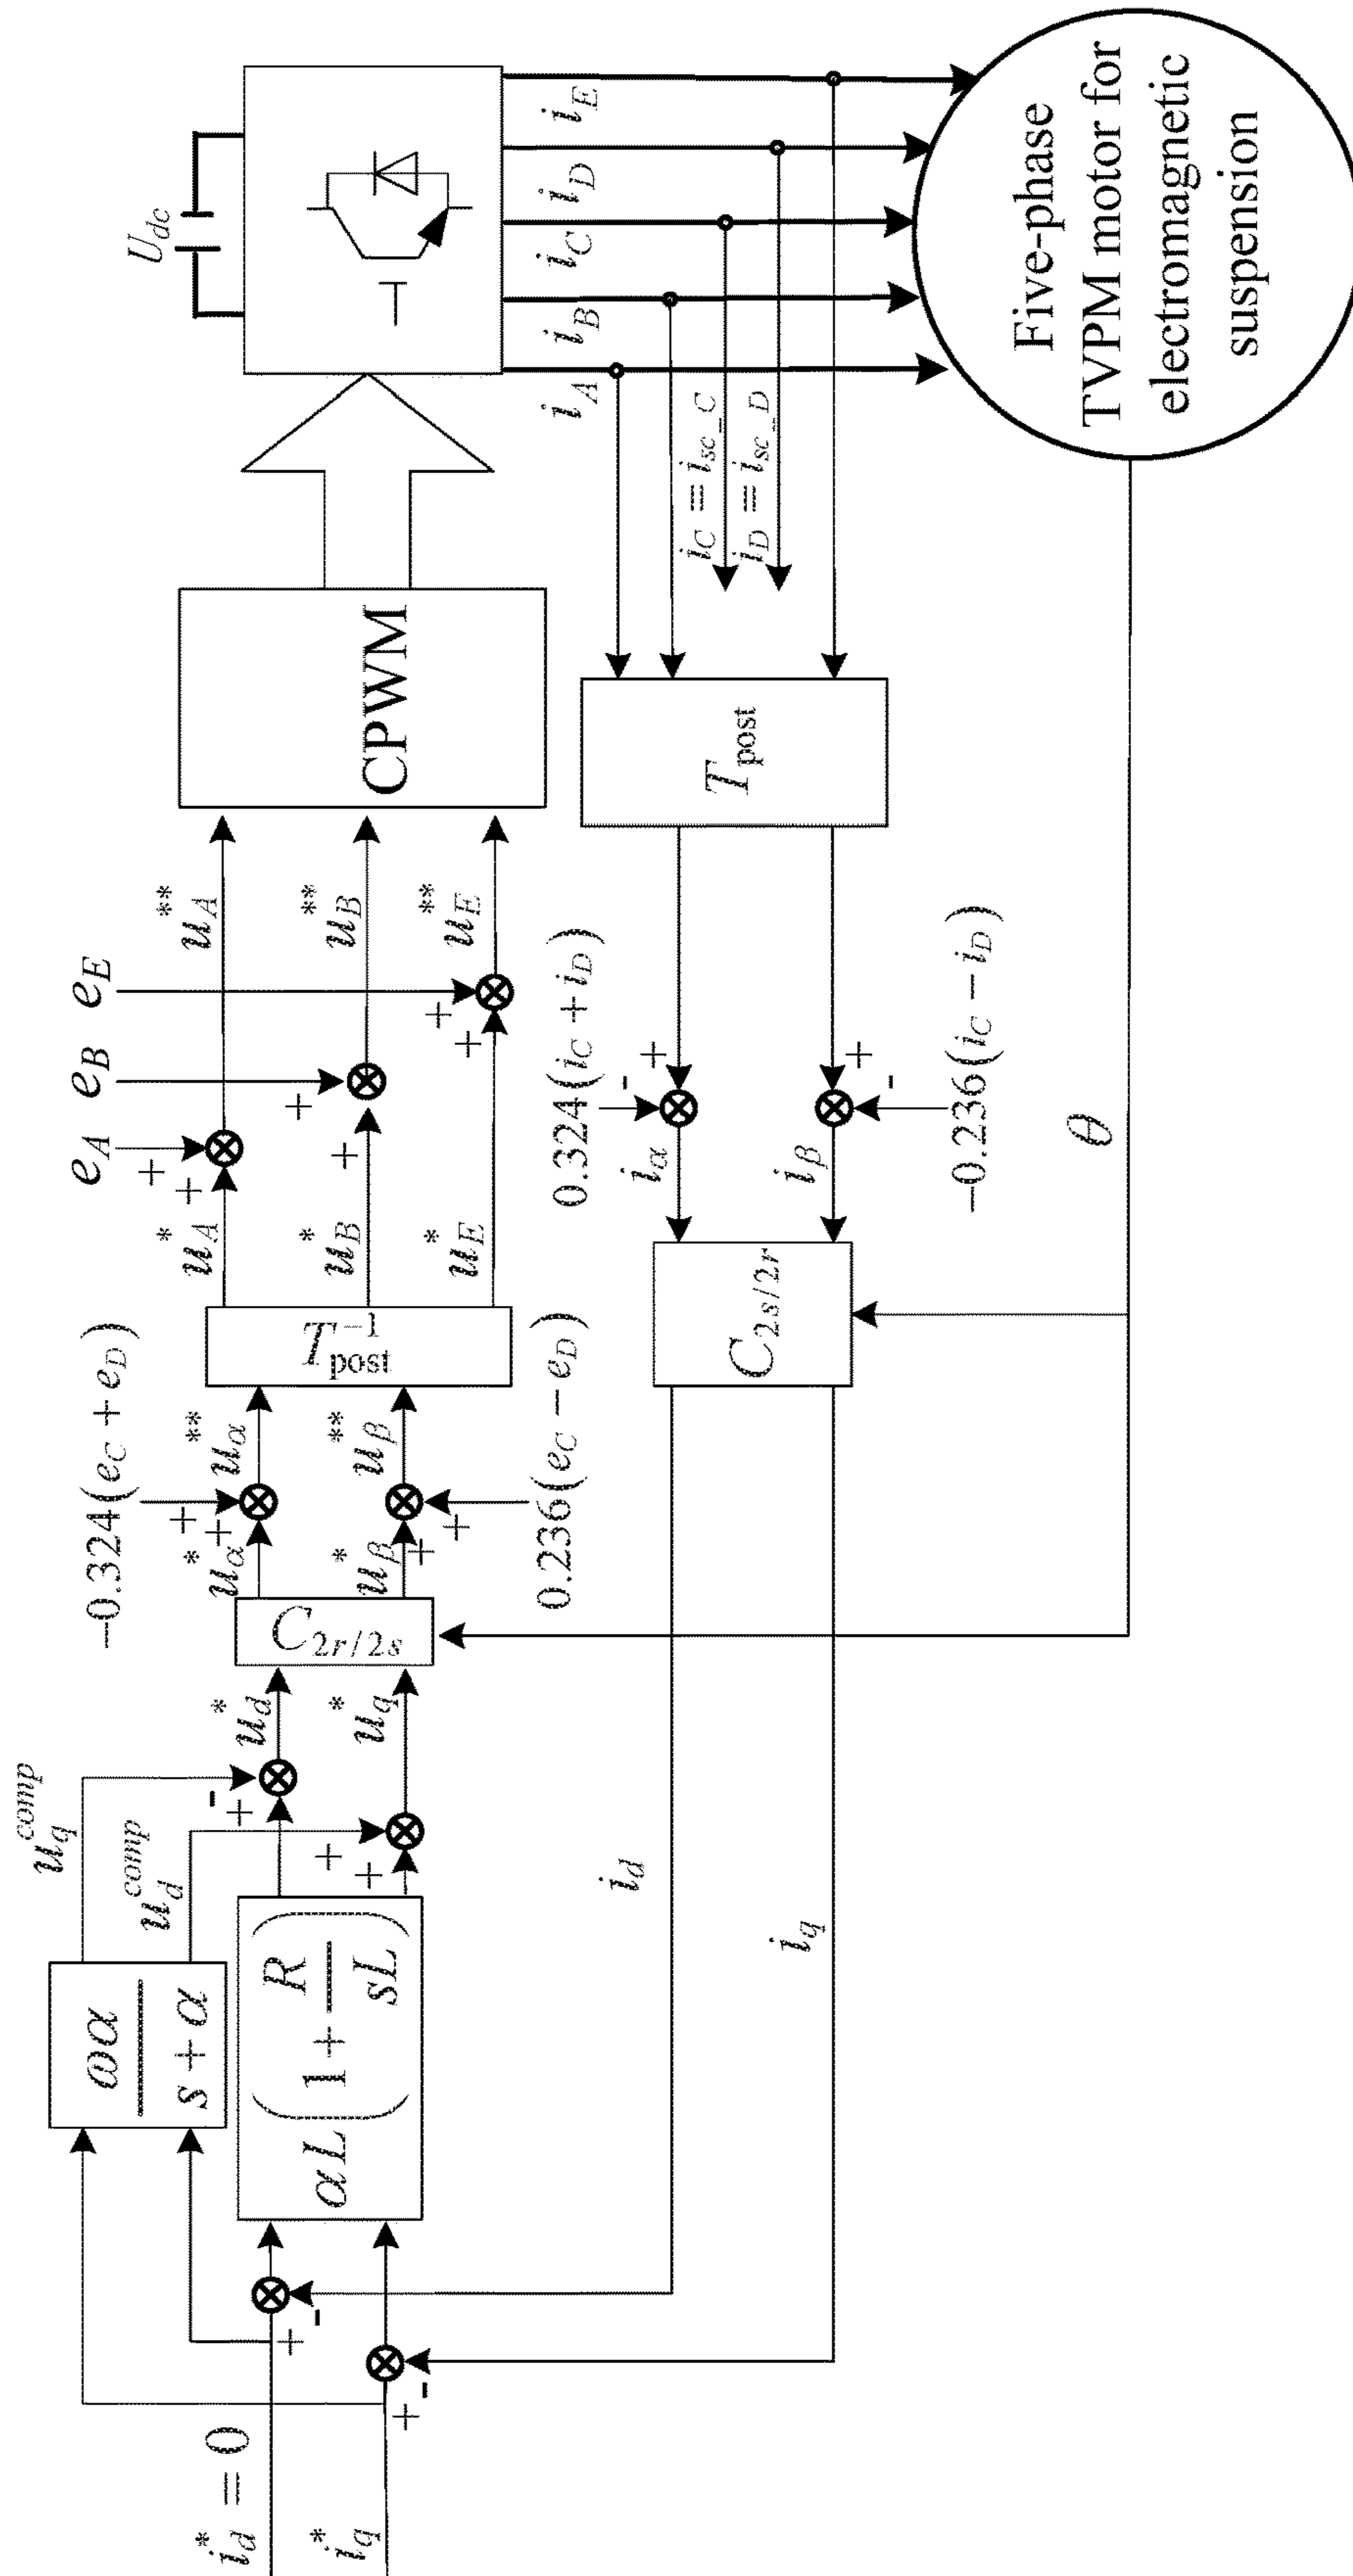 i_d^* = 0
i_q^*
+
-
+
-
ωα
s + α
αL(1 + R/sL)
u_q^comp
u_d^comp
-
+
+
+
u_d^*
u_q^*
C_2r/2s
u_α^*
u_β^*
−0.324(e_C + e_D)
+
+
+
+
0.236(e_C − e_D)
u_α^**
u_β^**
T_post^−1
u_A^*
u_B^*
u_E^*
e_A
e_B
e_E
+
+
+
+
+
+
u_A^**
u_B^**
u_E^**
CPWM
U_dc
i_A
i_B
i_C
i_D
i_E
i_C = i_sc_C
i_D = i_sc_D
T_post
0.324(i_C + i_D)
-
+
+
-
−0.236(i_C − i_D)
i_α
i_β
C_2s/2r
i_d
i_q
θ
Five-phase
TVPM motor for
electromagnetic
suspension